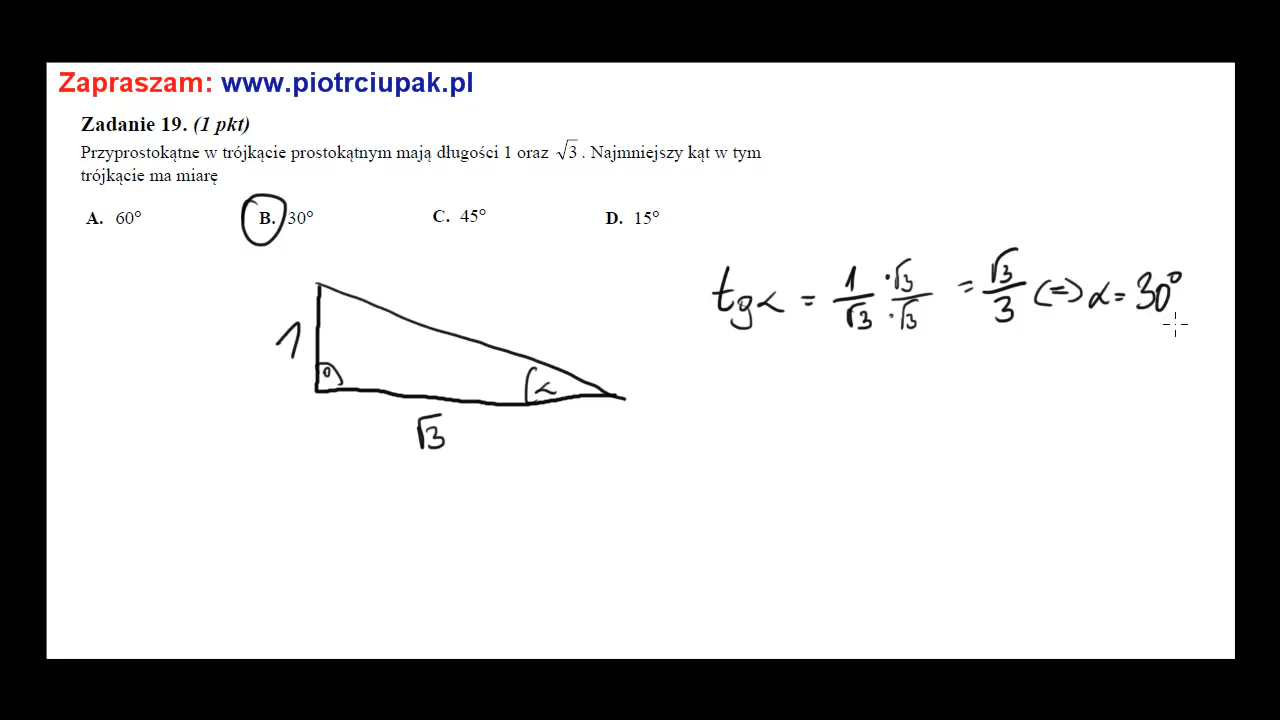 Zapraszam: www.piotrciupak.pl
Zadanie 19. (1 pkt)
Przyprostokątne w trójkącie prostokątnym mają długości 1 oraz √3 . Najmniejszy kąt w tym
trójkącie ma miarę
A. 60° B. 30° C. 45° D. 15°
tgα = 1/√3 ·√3/·√3 = √3/3 (=) α = 30°
1
α
√3